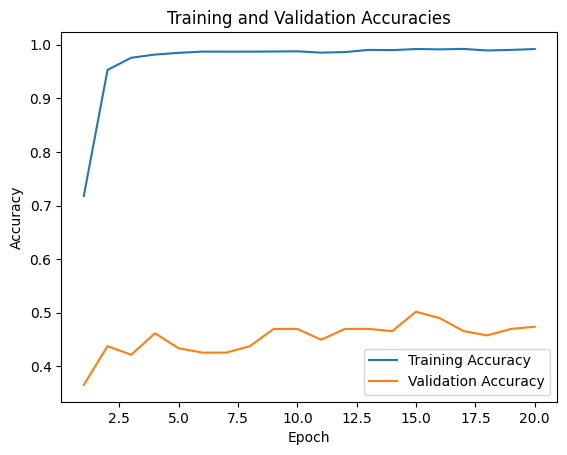 Training and Validation Accuracies
1.0
0.9
0.8
0.7
0.6
0.5
0.4
Accuracy
Training Accuracy
Validation Accuracy
2.5 5.0 7.5 10.0 12.5 15.0 17.5 20.0
Epoch